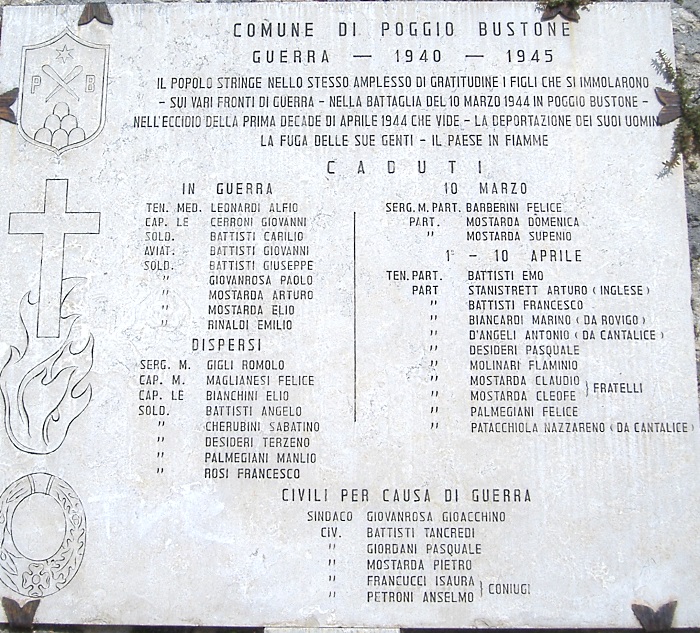 COMUNE DI POGGIO BUSTONE
GUERRA — 1940 — 1945
P B
IL POPOLO STRINGE NELLO STESSO AMPLESSO DI GRATITUDINE I FIGLI CHE SI IMMOLARONO
- SUI VARI FRONTI DI GUERRA - NELLA BATTAGLIA DEL 10 MARZO 1944 IN POGGIO BUSTONE -
NELL'ECCIDIO DELLA PRIMA DECADE DI APRILE 1944 CHE VIDE - LA DEPORTAZIONE DEI SUOI UOMINI
LA FUGA DELLE SUE GENTI - IL PAESE IN FIAMME
CADUTI
IN GUERRA
TEN. MED. LEONARDI ALFIO
CAP. LE CERRONI GIOVANNI
SOLD. BATTISTI CARILIO
AVIAT. BATTISTI GIOVANNI
SOLD. BATTISTI GIUSEPPE
" GIOVANROSA PAOLO
" MOSTARDA ARTURO
" MOSTARDA ELIO
" RINALDI EMILIO
DISPERSI
SERG. M. GIGLI ROMOLO
CAP. M. MAGLIANESI FELICE
CAP. LE BIANCHINI ELIO
SOLD. BATTISTI ANGELO
" CHERUBINI SABATINO
" DESIDERI TERZENO
" PALMEGIANI MANLIO
" ROSI FRANCESCO
10 MARZO
SERG. M. PART. BARBERINI FELICE
PART. MOSTARDA DOMENICA
" MOSTARDA SUPENIO
1° - 10 APRILE
TEN. PART. BATTISTI EMO
PART STANISTRETT ARTURO (INGLESE)
" BATTISTI FRANCESCO
" BIANCARDI MARINO (DA ROVIGO)
" D'ANGELI ANTONIO (DA CANTALICE)
" DESIDERI PASQUALE
" MOLINARI FLAMINIO
" MOSTARDA CLAUDIO
" MOSTARDA CLEOFE } FRATELLI
" PALMEGIANI FELICE
" PATACCHIOLA NAZZARENO (DA CANTALICE)
CIVILI PER CAUSA DI GUERRA
SINDACO GIOVANROSA GIOACCHINO
CIV. BATTISTI TANCREDI
" GIORDANI PASQUALE
" MOSTARDA PIETRO
" FRANCUCCI ISAURA
" PETRONI ANSELMO } CONIUGI